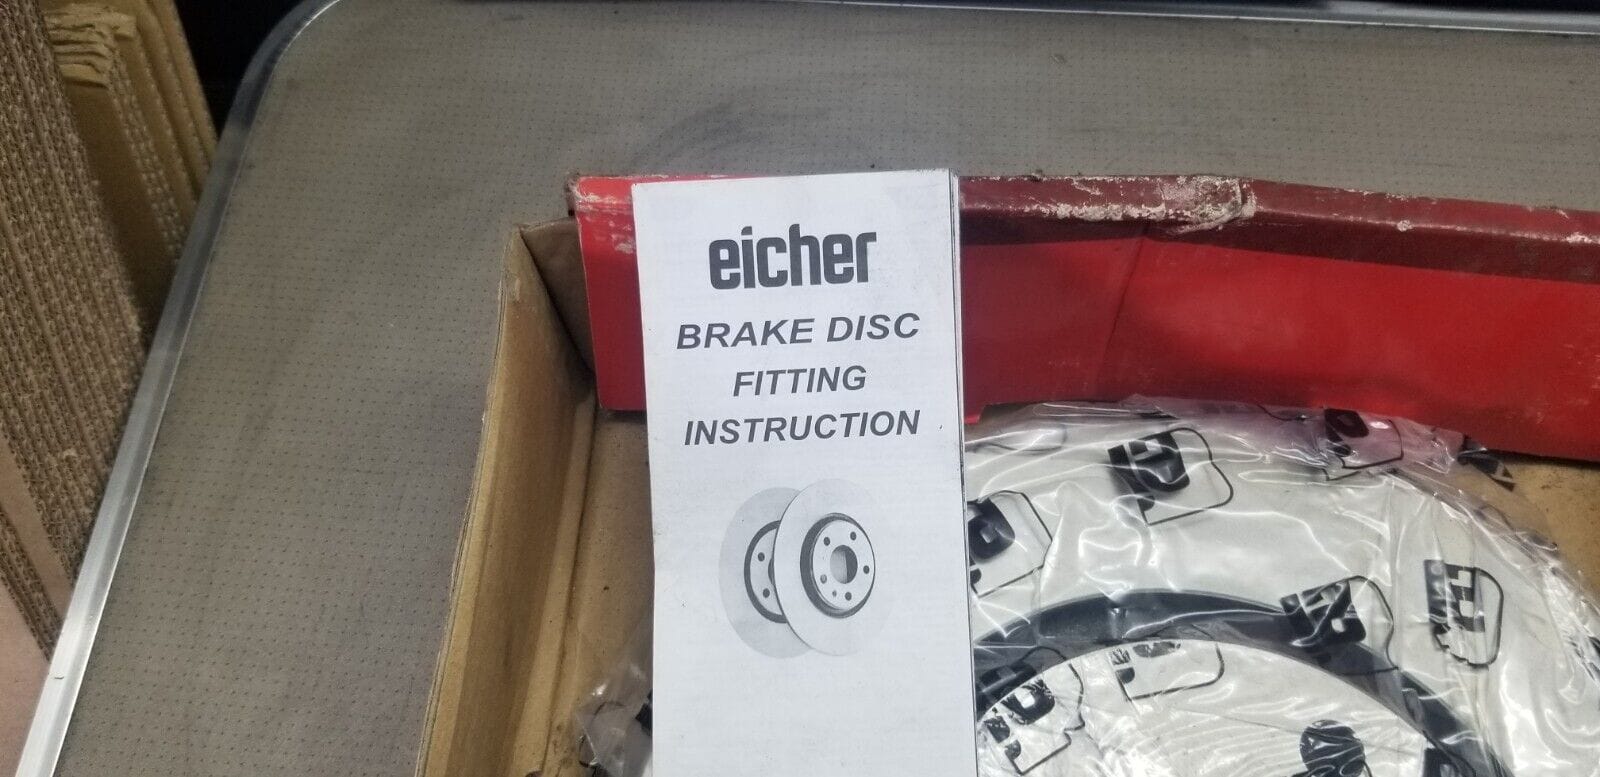 eicher
BRAKE DISC
FITTING
INSTRUCTION